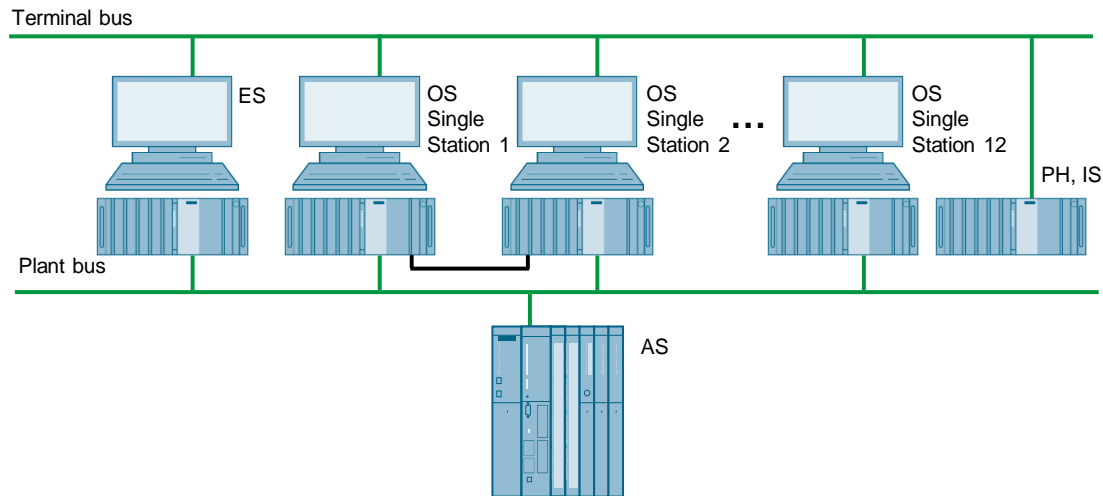 Terminal bus
ES
OS
Single
Station 1
OS
Single
Station 2
...
OS
Single
Station 12
PH, IS
Plant bus
AS